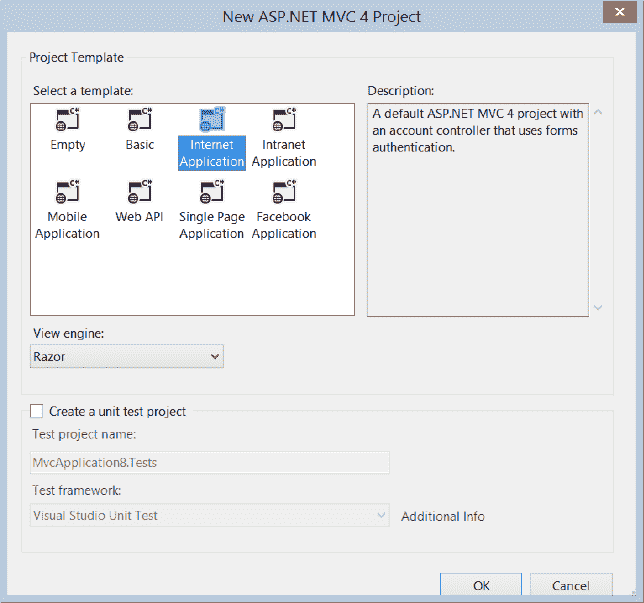 New ASP.NET MVC 4 Project
Project Template
Select a template:
Description:
C#
C#
C#
C#
Empty
Basic
Internet
Application
Intranet
Application
C#
C#
C#
C#
Mobile
Application
Web API
Single Page
Application
Facebook
Application
A default ASP.NET MVC 4 project with
an account controller that uses forms
authentication.
View engine:
Razor
Create a unit test project
Test project name:
MvcApplication8.Tests
Test framework:
Visual Studio Unit Test
Additional Info
OK
Cancel